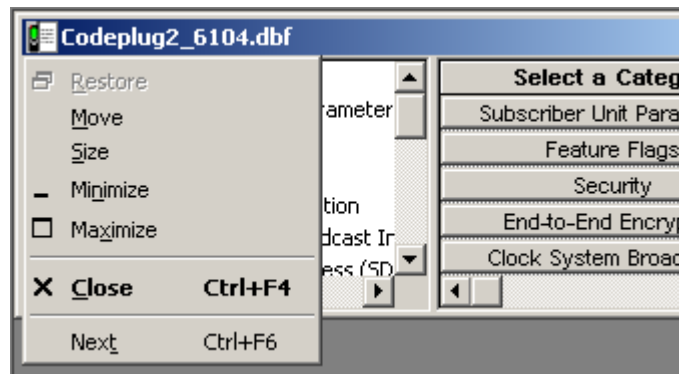 Codeplug2_6104.dbf
Restore
Move
Size
Minimize
Maximize
Close Ctrl+F4
Next Ctrl+F6
rameter
tion
dcast Ir
ess (SD
Select a Categ
Subscriber Unit Para
Feature Flags
Security
End-to-End Encryp
Clock System Broad